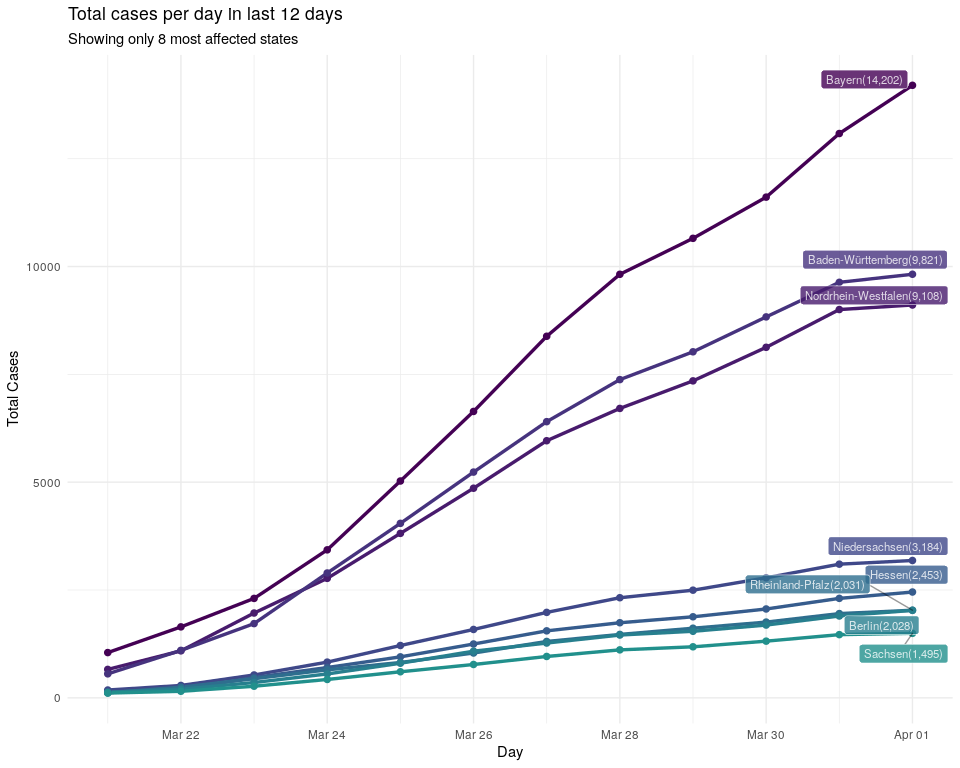 Total cases per day in last 12 days
Showing only 8 most affected states
Bayern(14,202)
10000
Baden-Württemberg(9,821)
Nordrhein-Westfalen(9,108)
Total Cases
5000
Niedersachsen(3,184)
Hessen(2,453)
Rheinland-Pfalz(2,031)
Berlin(2,028)
Sachsen(1,495)
0
Mar 22
Mar 24
Mar 26
Mar 28
Mar 30
Apr 01
Day